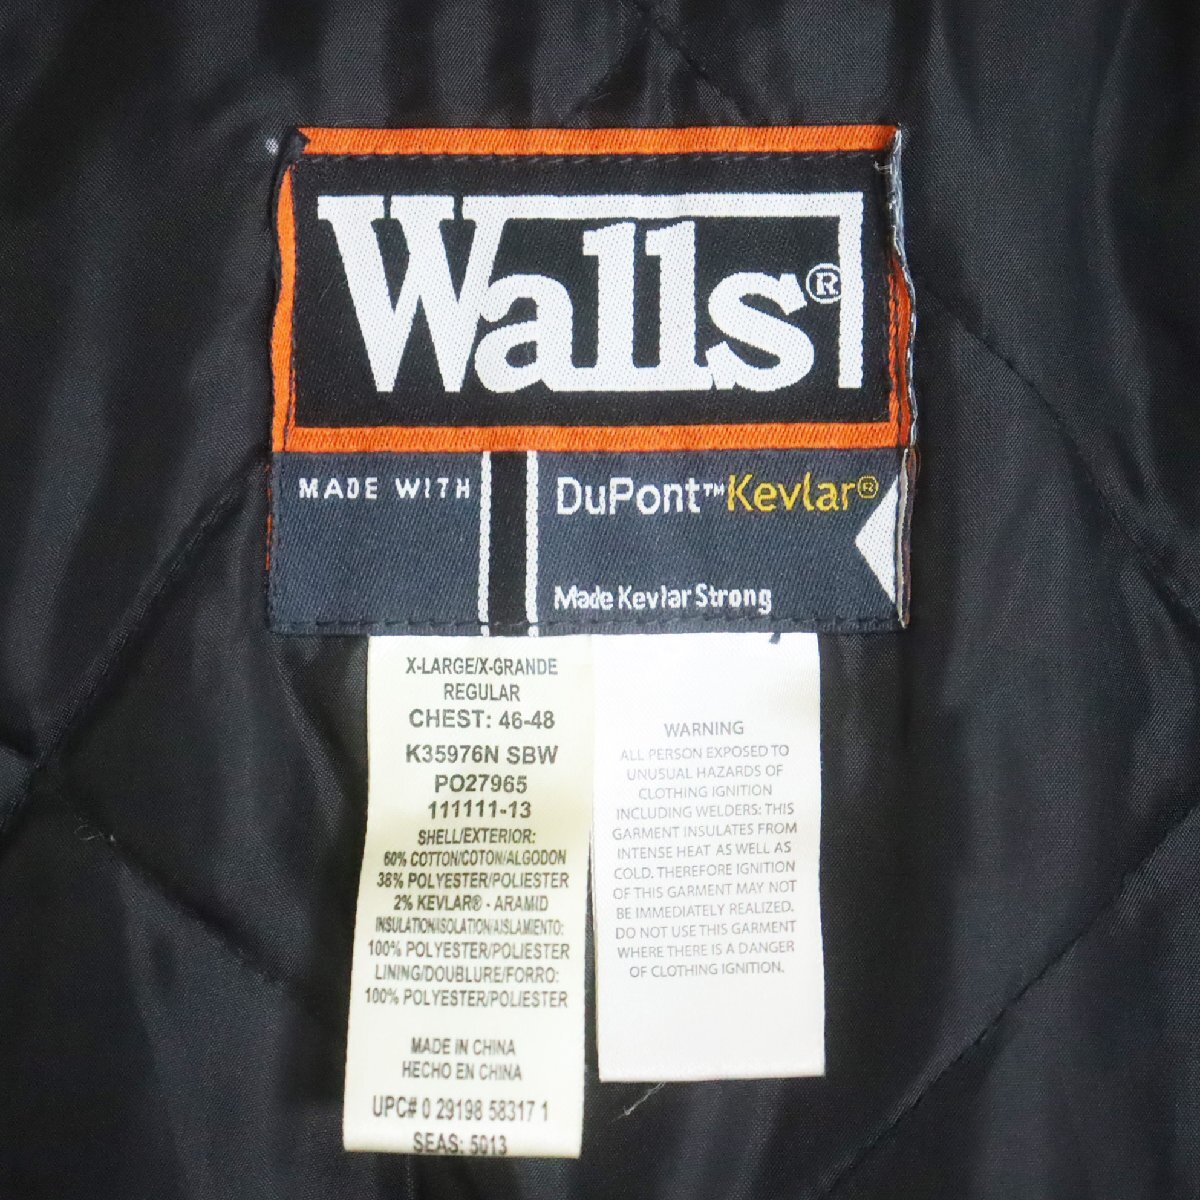 Walls®
MADE WITH
DuPont™ Kevlar®
Made Kevlar Strong
X-LARGE/X-GRANDE
REGULAR
CHEST: 46-48
K35976N SBW
PO27965
111111-13
SHELL/EXTERIOR:
60% COTTON/COTON/ALGODON
38% POLYESTER/POLIESTER
2% KEVLAR® - ARAMID
INSULATION/ISOLATION/AISLAMIENTO:
100% POLYESTER/POLIESTER
LINING/DOUBLURE/FORRO:
100% POLYESTER/POLIESTER
MADE IN CHINA
HECHO EN CHINA
UPC# 0 29198 58317 1
SEAS: 5013
WARNING
ALL PERSON EXPOSED TO
UNUSUAL HAZARDS OF
CLOTHING IGNITION
INCLUDING WELDERS: THIS
GARMENT INSULATES FROM
INTENSE HEAT AS WELL AS
COLD. THEREFORE IGNITION
OF THIS GARMENT MAY NOT
BE IMMEDIATELY REALIZED.
DO NOT USE THIS GARMENT
WHERE THERE IS A DANGER
OF CLOTHING IGNITION.